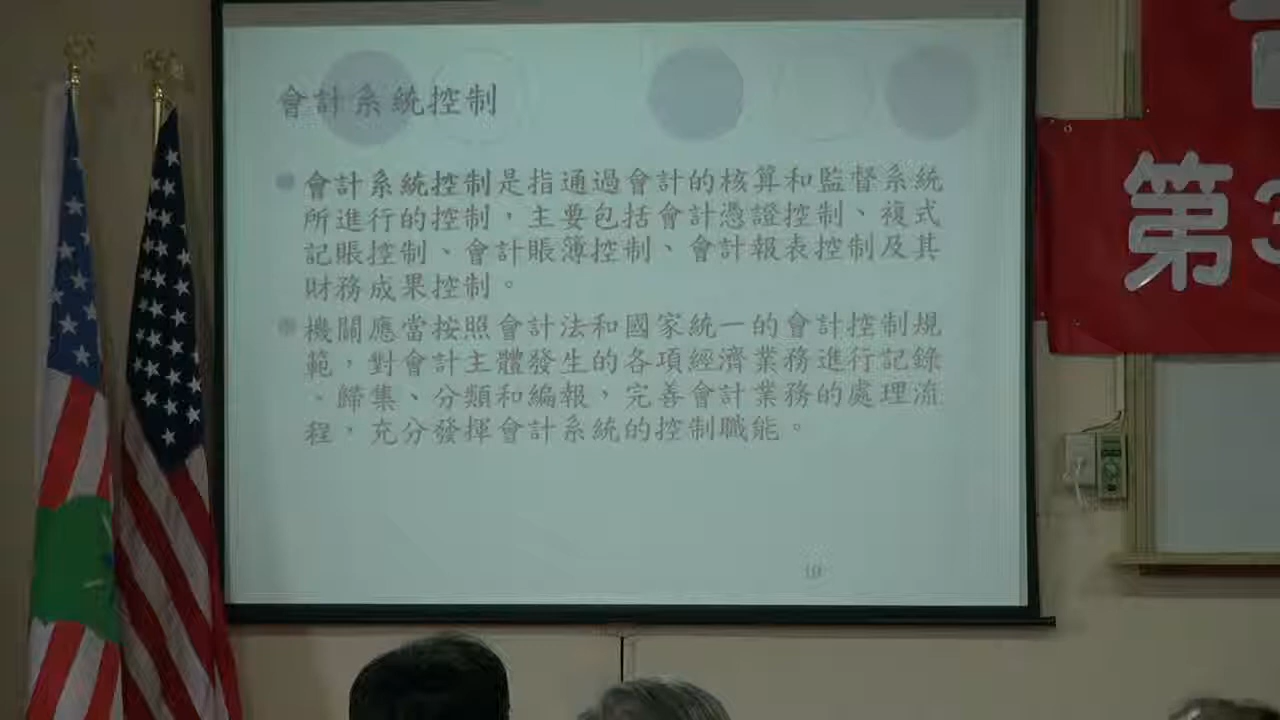 會計系統控制
會計系統控制是指通過會計的核算和監督系統
所進行的控制，主要包括會計憑證控制、複式
記賬控制、會計賬簿控制、會計報表控制及其
財務成果控制。
機關應當按照會計法和國家統一的會計控制規
範，對會計主體發生的各項經濟業務進行記錄
、歸集、分類和編報，完善會計業務的處理流
程，充分發揮會計系統的控制職能。
10
第3